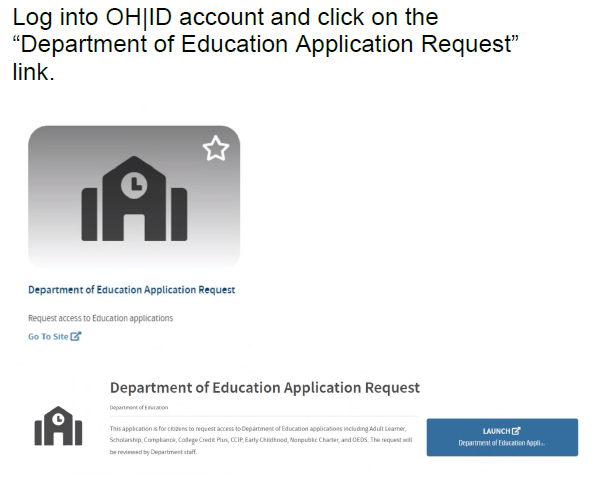 Log into OH|ID account and click on the
“Department of Education Application Request”
link.
Department of Education Application Request
Request access to Education applications
Go To Site
Department of Education Application Request
Department of Education
This application is for citizens to request access to Department of Education applications including Adult Learner,
Scholarship, Compliance, College Credit Plus, CCIP, Early Childhood, Nonpublic Charter, and OEDS. The request will
be reviewed by Department staff.
LAUNCH
Department of Education Appli...